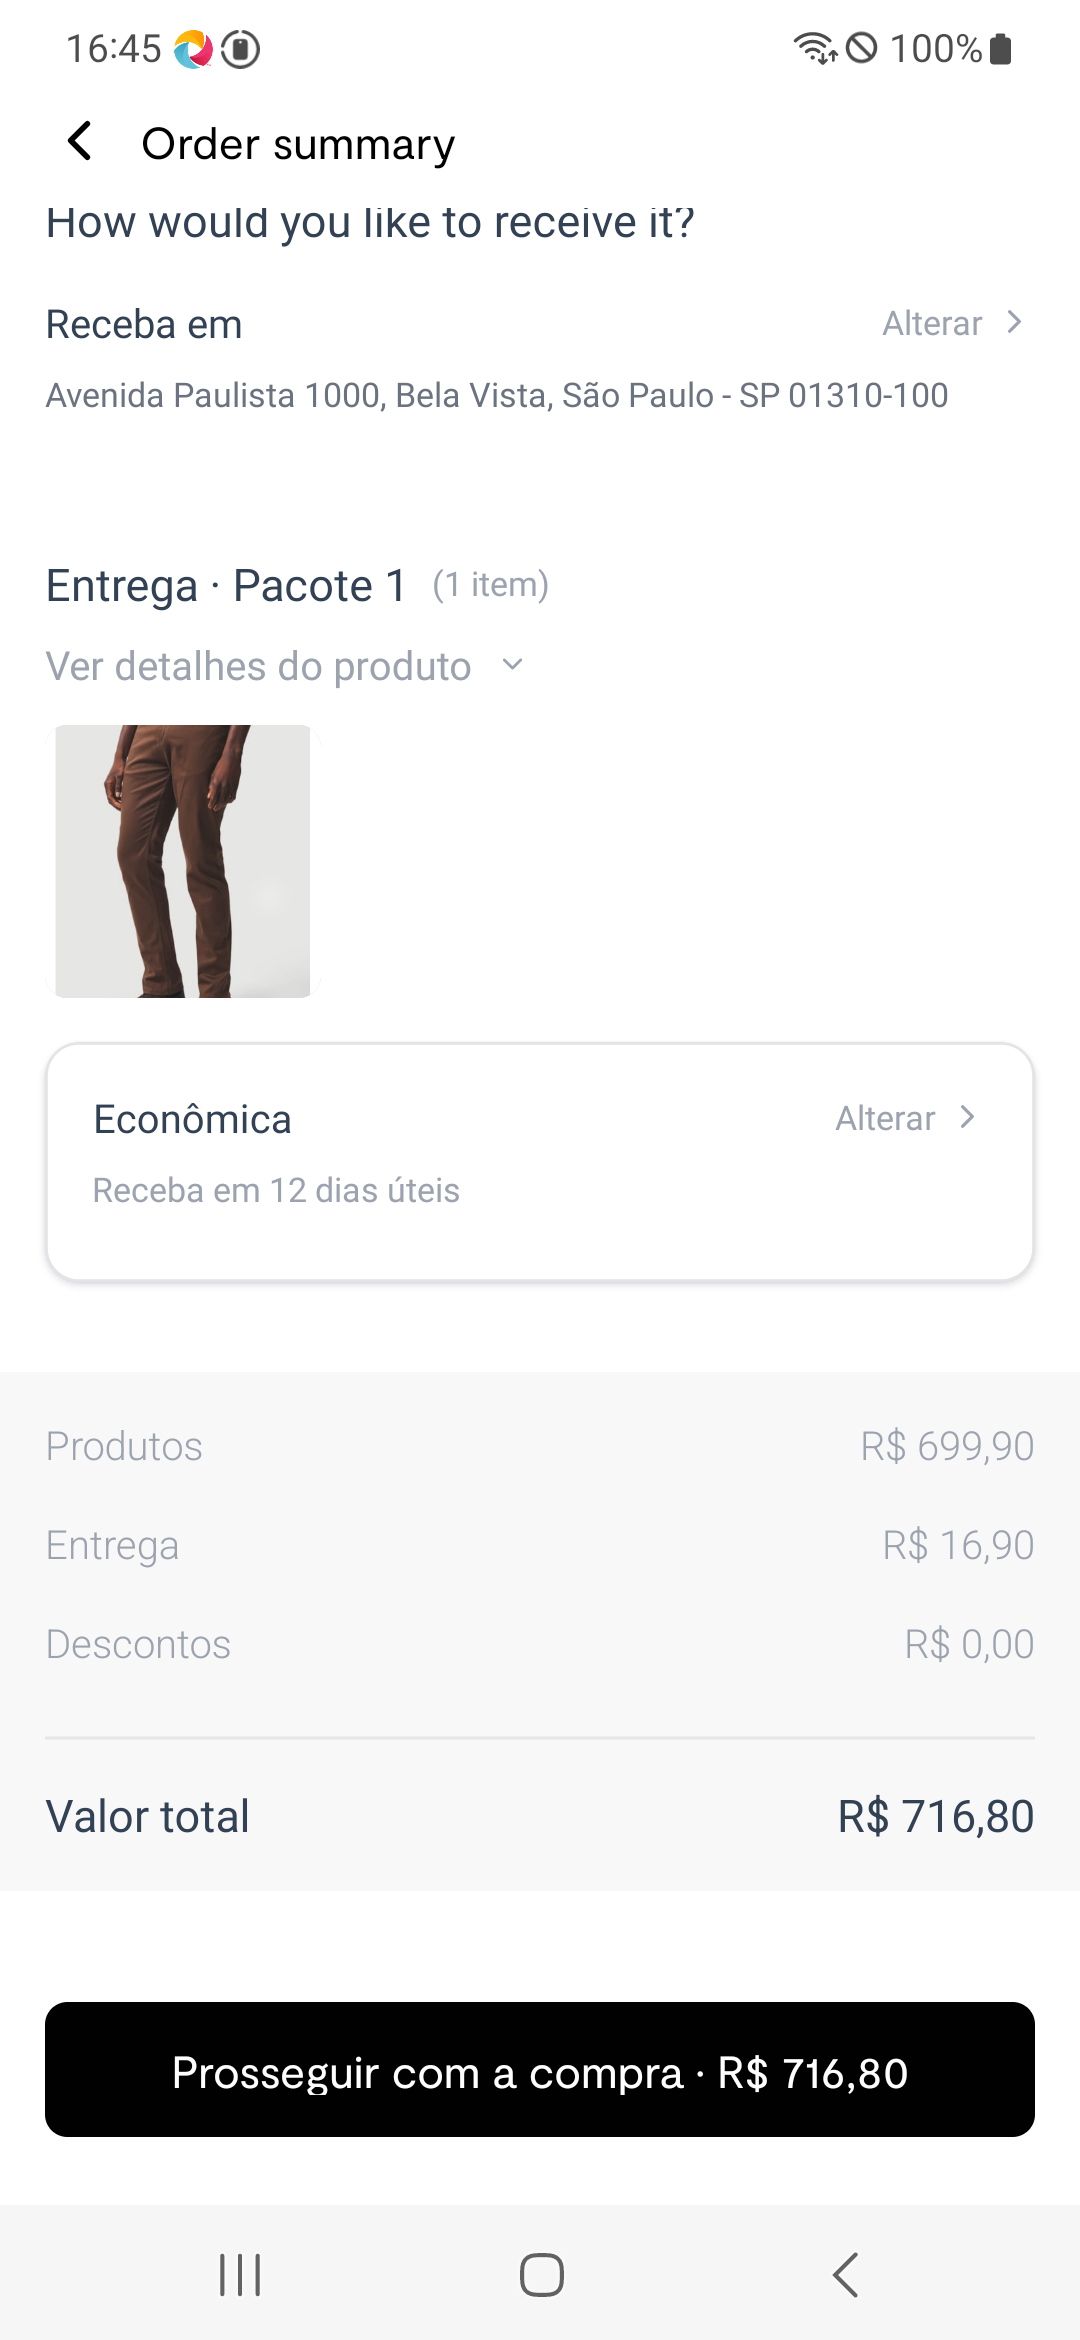 16:45
100%
Order summary
How would you like to receive it?
Receba em
Alterar
Avenida Paulista 1000, Bela Vista, São Paulo - SP 01310-100
Entrega · Pacote 1 (1 item)
Ver detalhes do produto
Econômica
Alterar
Receba em 12 dias úteis
Produtos R$ 699,90
Entrega R$ 16,90
Descontos R$ 0,00
Valor total R$ 716,80
Prosseguir com a compra · R$ 716,80